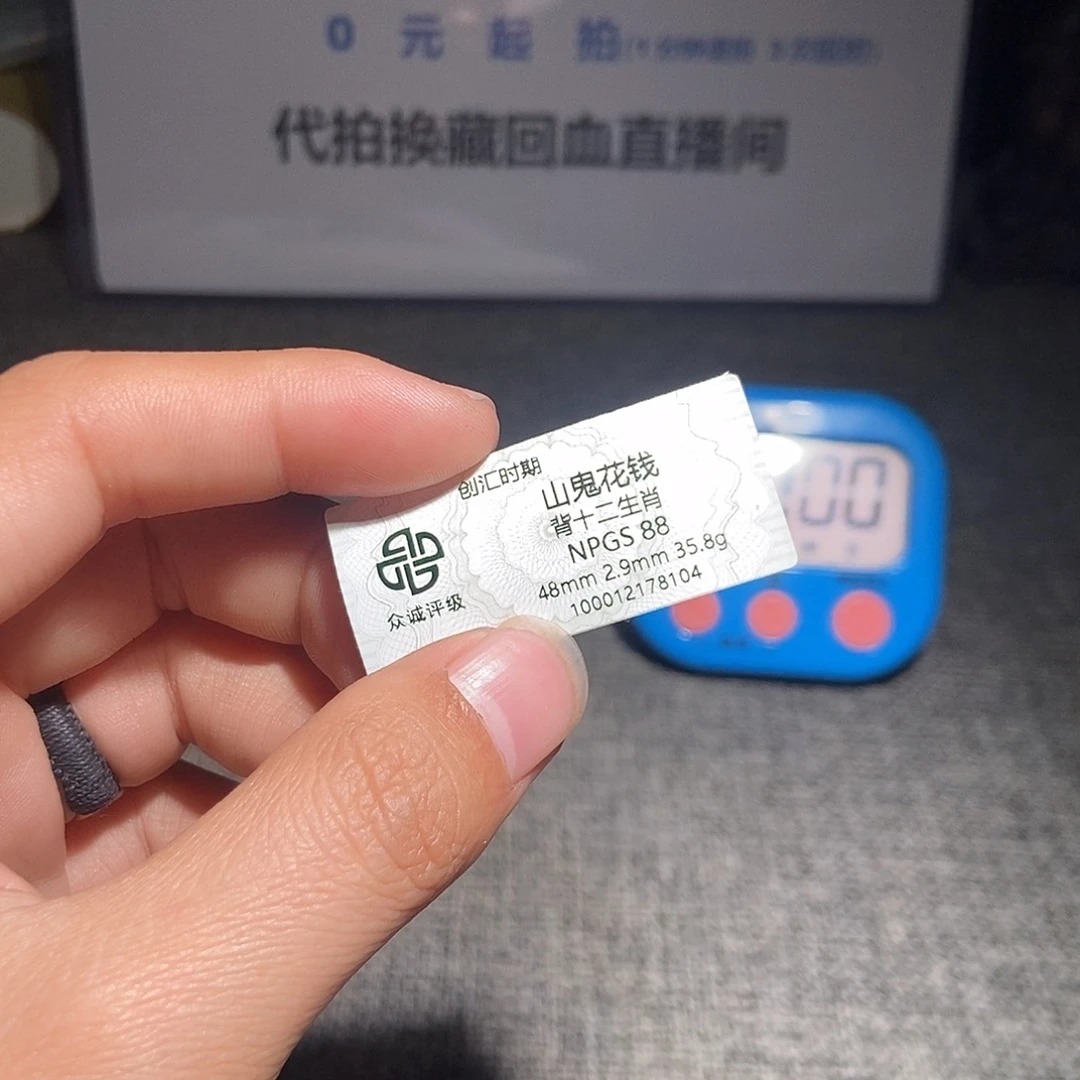 0 元 起 拍
代拍换藏回血直播间
创汇时期
山鬼花钱
背十二生肖
NPGS 88
48mm 2.9mm 35.8g
100012178104
众诚评级
:00